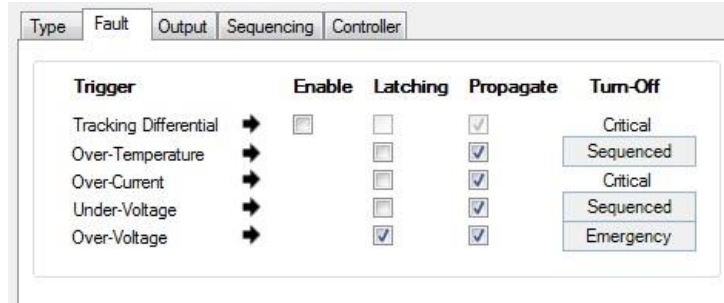 Type Fault Output Sequencing Controller
Trigger Enable Latching Propagate Turn-Off
Tracking Differential Critical
Over-Temperature Sequenced
Over-Current Critical
Under-Voltage Sequenced
Over-Voltage Emergency